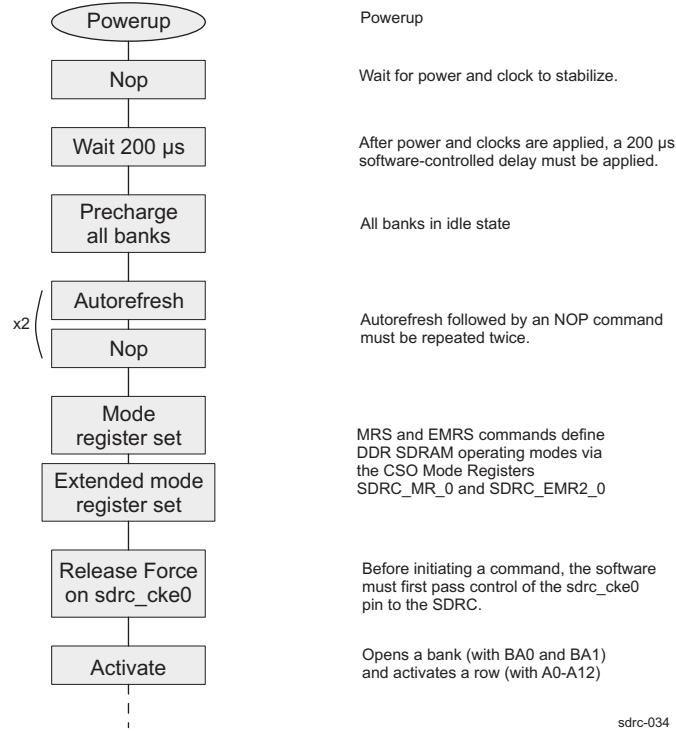 Powerup
Powerup
Nop
Wait for power and clock to stabilize.
Wait 200 µs
After power and clocks are applied, a 200 µs
software-controlled delay must be applied.
Precharge
all banks
All banks in idle state
x2
Autorefresh
Nop
Autorefresh followed by an NOP command
must be repeated twice.
Mode
register set
Extended mode
register set
MRS and EMRS commands define
DDR SDRAM operating modes via
the CSO Mode Registers
SDRC_MR_0 and SDRC_EMR2_0
Release Force
on sdrc_cke0
Before initiating a command, the software
must first pass control of the sdrc_cke0
pin to the SDRC.
Activate
Opens a bank (with BA0 and BA1)
and activates a row (with A0-A12)
sdrc-034